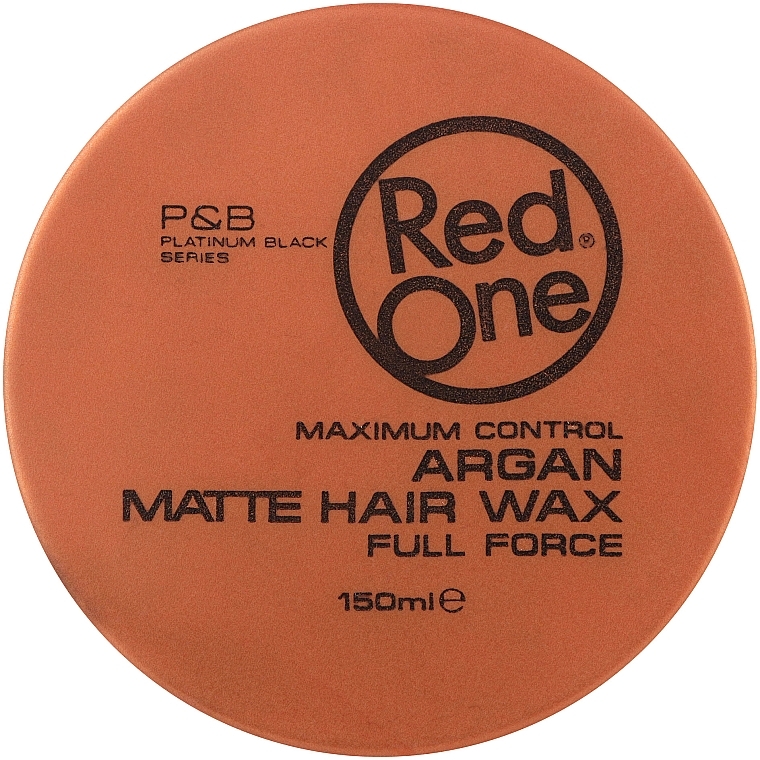 P&B
PLATINUM BLACK
SERIES
Red®
One
MAXIMUM CONTROL
ARGAN
MATTE HAIR WAX
FULL FORCE
150ml ℮